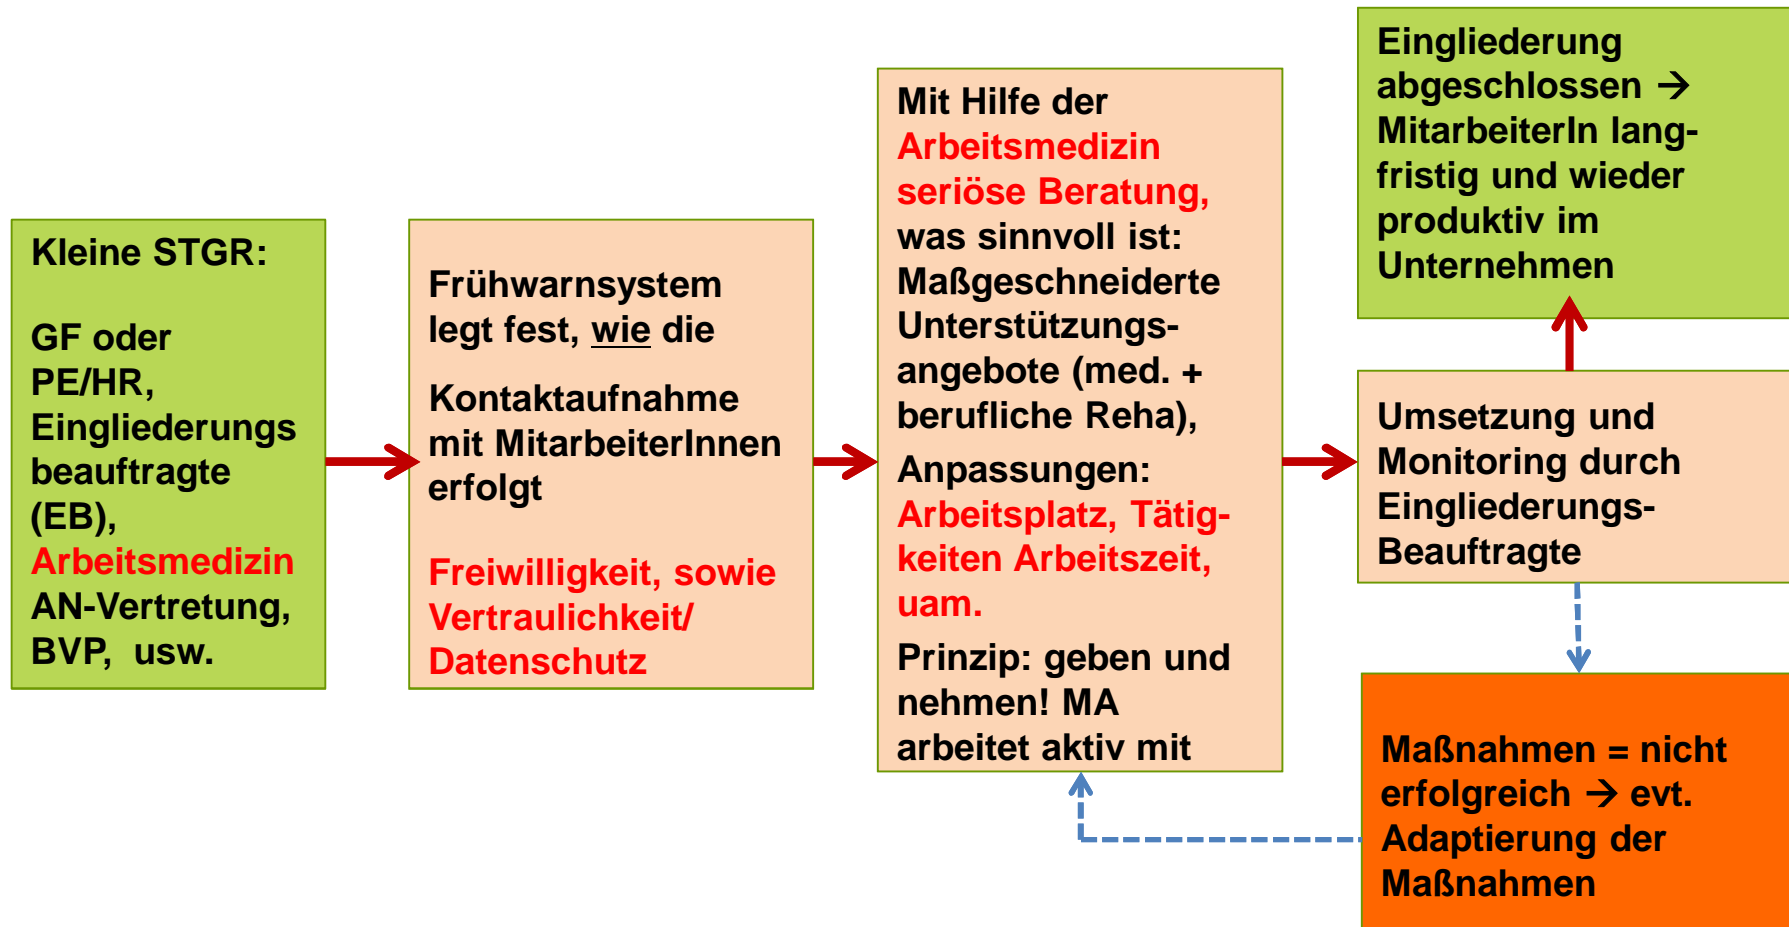 Kleine STGR:
GF oder
PE/HR,
Eingliederungs
beauftragte
(EB),
Arbeitsmedizin
AN-Vertretung,
BVP, usw.
Frühwarnsystem
legt fest, wie die
Kontaktaufnahme
mit MitarbeiterInnen
erfolgt
Freiwilligkeit, sowie
Vertraulichkeit/
Datenschutz
Mit Hilfe der
Arbeitsmedizin
seriöse Beratung,
was sinnvoll ist:
Maßgeschneiderte
Unterstützungs-
angebote (med. +
berufliche Reha),
Anpassungen:
Arbeitsplatz, Tätig-
keiten Arbeitszeit,
uam.
Prinzip: geben und
nehmen! MA
arbeitet aktiv mit
Eingliederung
abgeschlossen →
MitarbeiterIn lang-
fristig und wieder
produktiv im
Unternehmen
Umsetzung und
Monitoring durch
Eingliederungs-
Beauftragte
Maßnahmen = nicht
erfolgreich → evt.
Adaptierung der
Maßnahmen